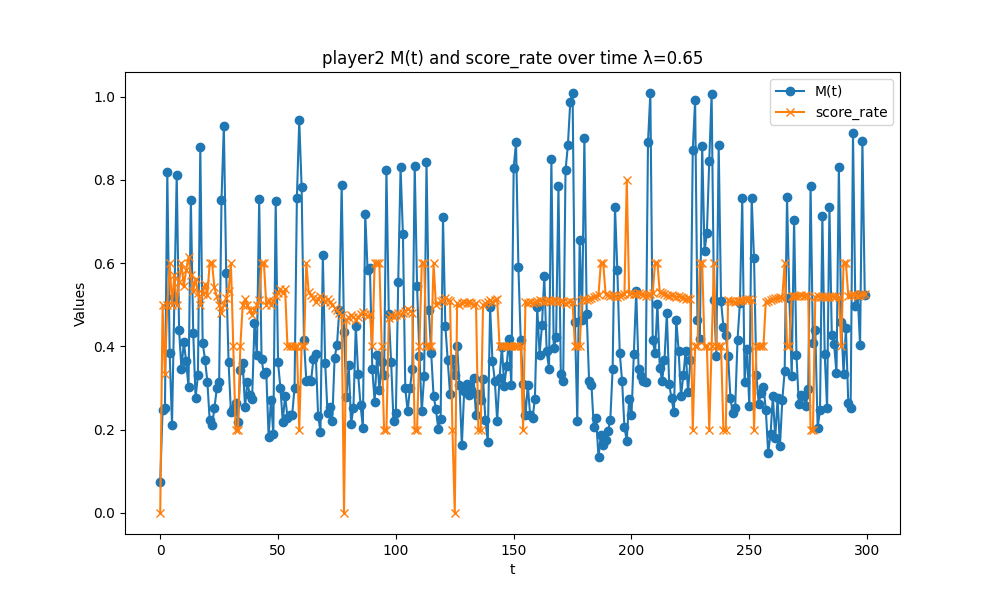 player2 M(t) and score_rate over time λ=0.65
M(t)
score_rate
Values
1.0
0.8
0.6
0.4
0.2
0.0
0 50 100 150 200 250 300
t